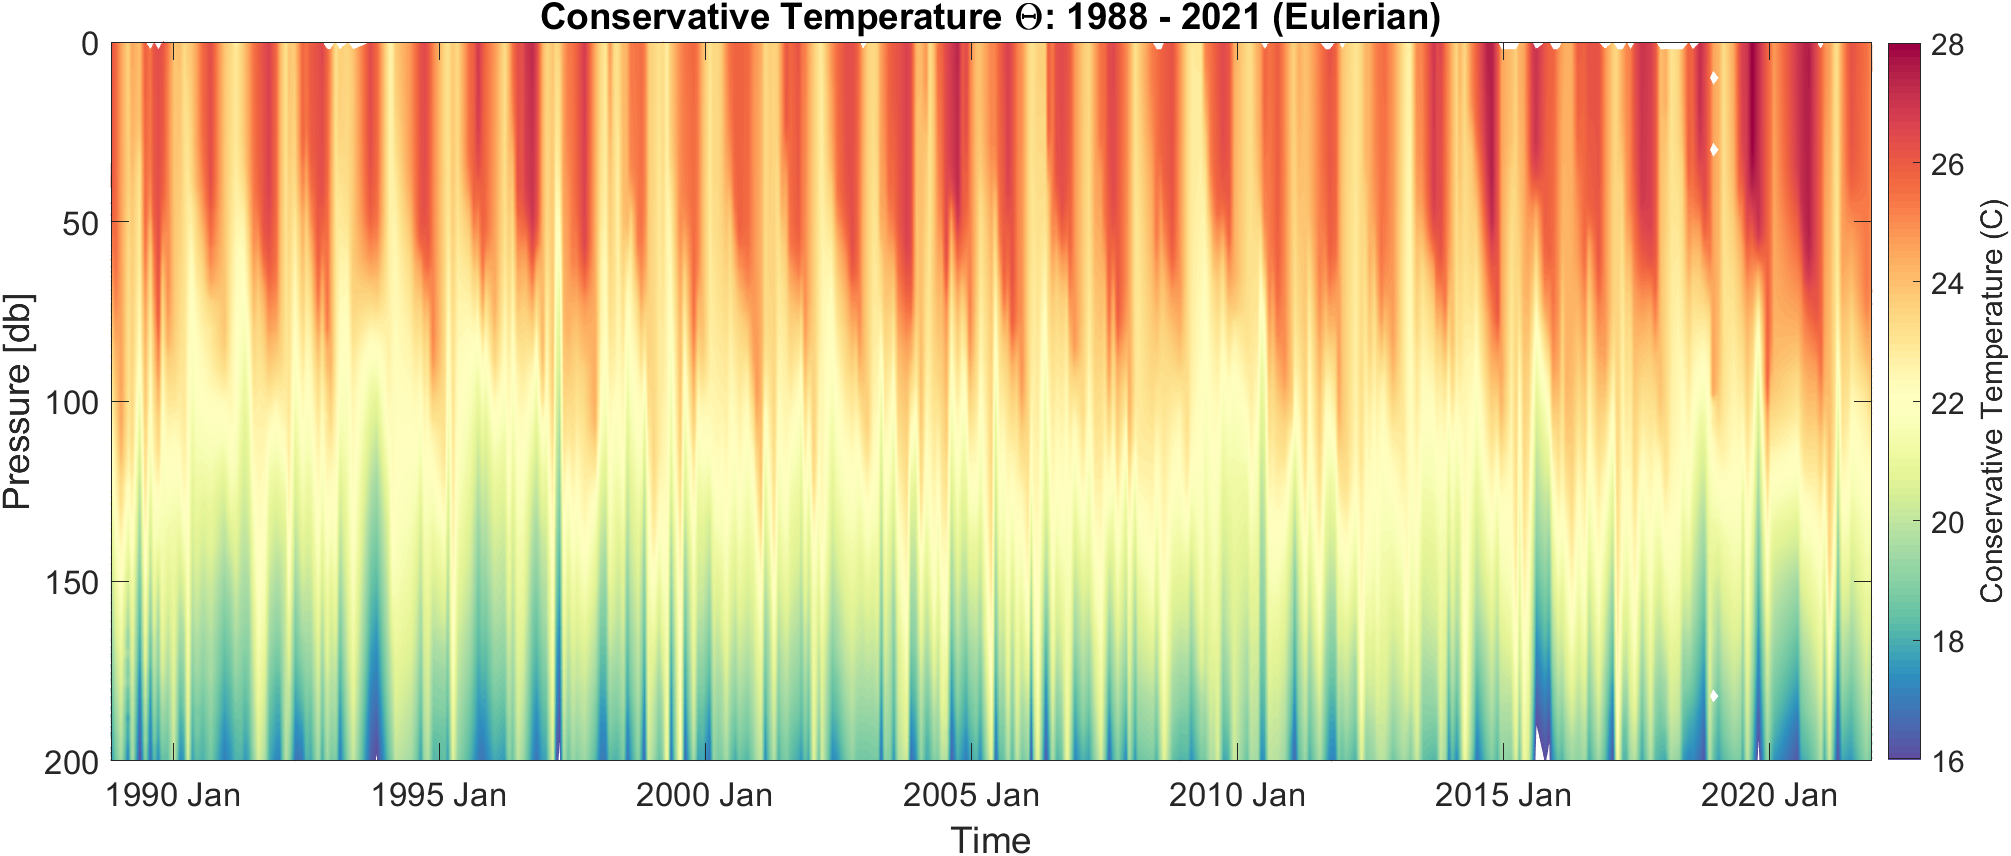 Conservative Temperature Θ: 1988 - 2021 (Eulerian)
0
50
100
150
200
Pressure [db]
1990 Jan
1995 Jan
2000 Jan
2005 Jan
2010 Jan
2015 Jan
2020 Jan
Time
28
26
24
22
20
18
16
Conservative Temperature (C)